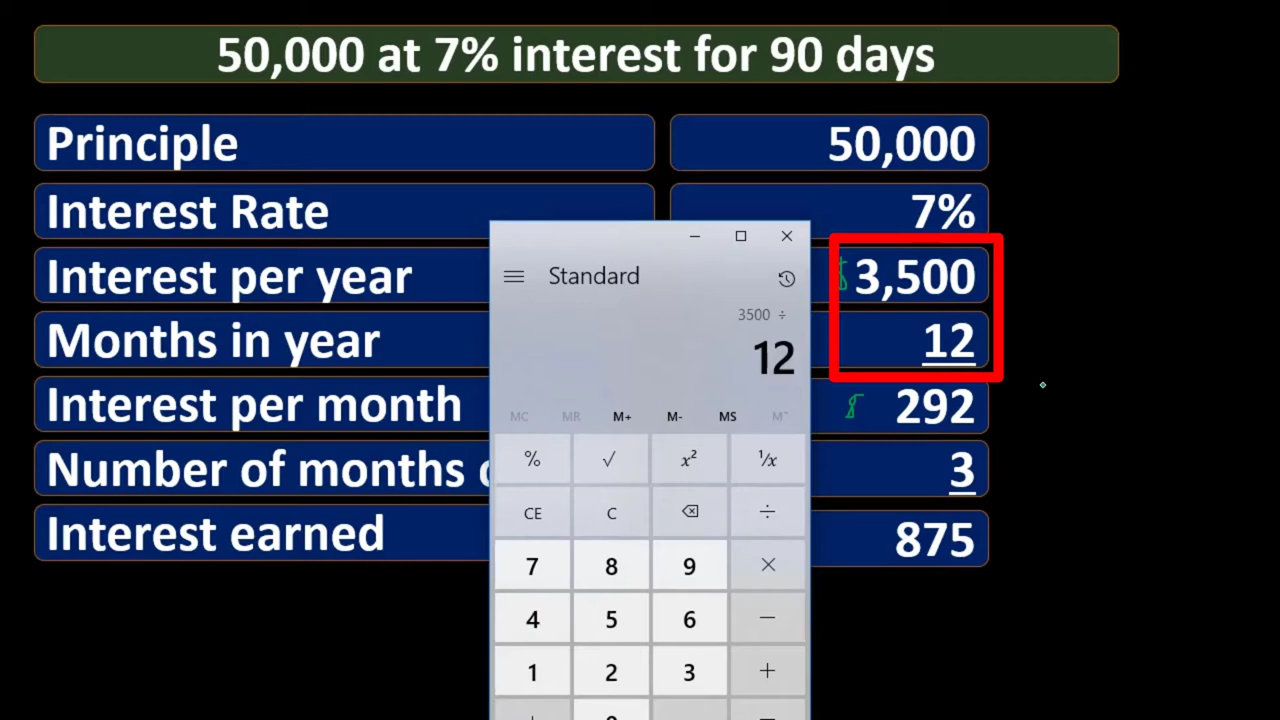 50,000 at 7% interest for 90 days
Principle 50,000
Interest Rate 7%
Interest per year $ 3,500
Months in year 12
Interest per month $ 292
Number of months 3
Interest earned 875
Standard
3500 ÷
12
MC MR M+ M- MS
% √ x² ¹/x
CE C ÷
7 8 9 ×
4 5 6 −
1 2 3 +